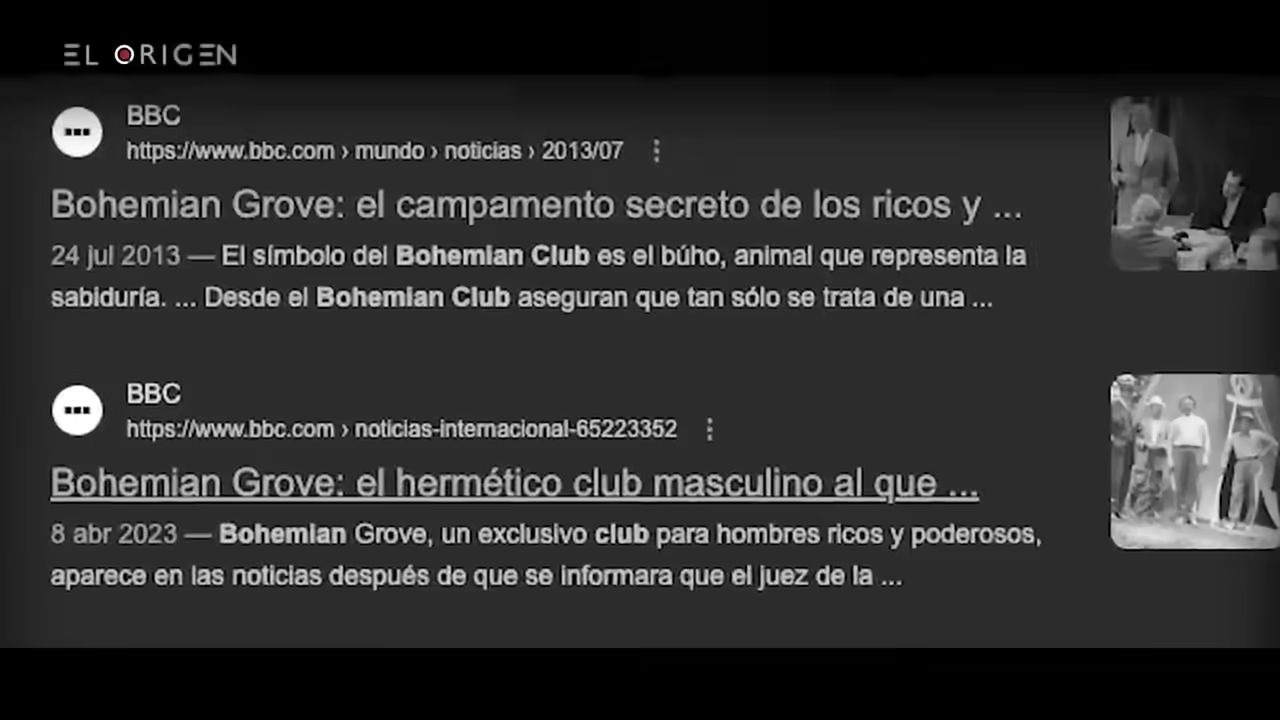 EL ORIGEN
BBC
https://www.bbc.com › mundo › noticias › 2013/07
Bohemian Grove: el campamento secreto de los ricos y ...
24 jul 2013 — El símbolo del Bohemian Club es el búho, animal que representa la
sabiduría. ... Desde el Bohemian Club aseguran que tan sólo se trata de una ...
BBC
https://www.bbc.com › noticias-internacional-65223352
Bohemian Grove: el hermético club masculino al que ...
8 abr 2023 — Bohemian Grove, un exclusivo club para hombres ricos y poderosos,
aparece en las noticias después de que se informara que el juez de la ...